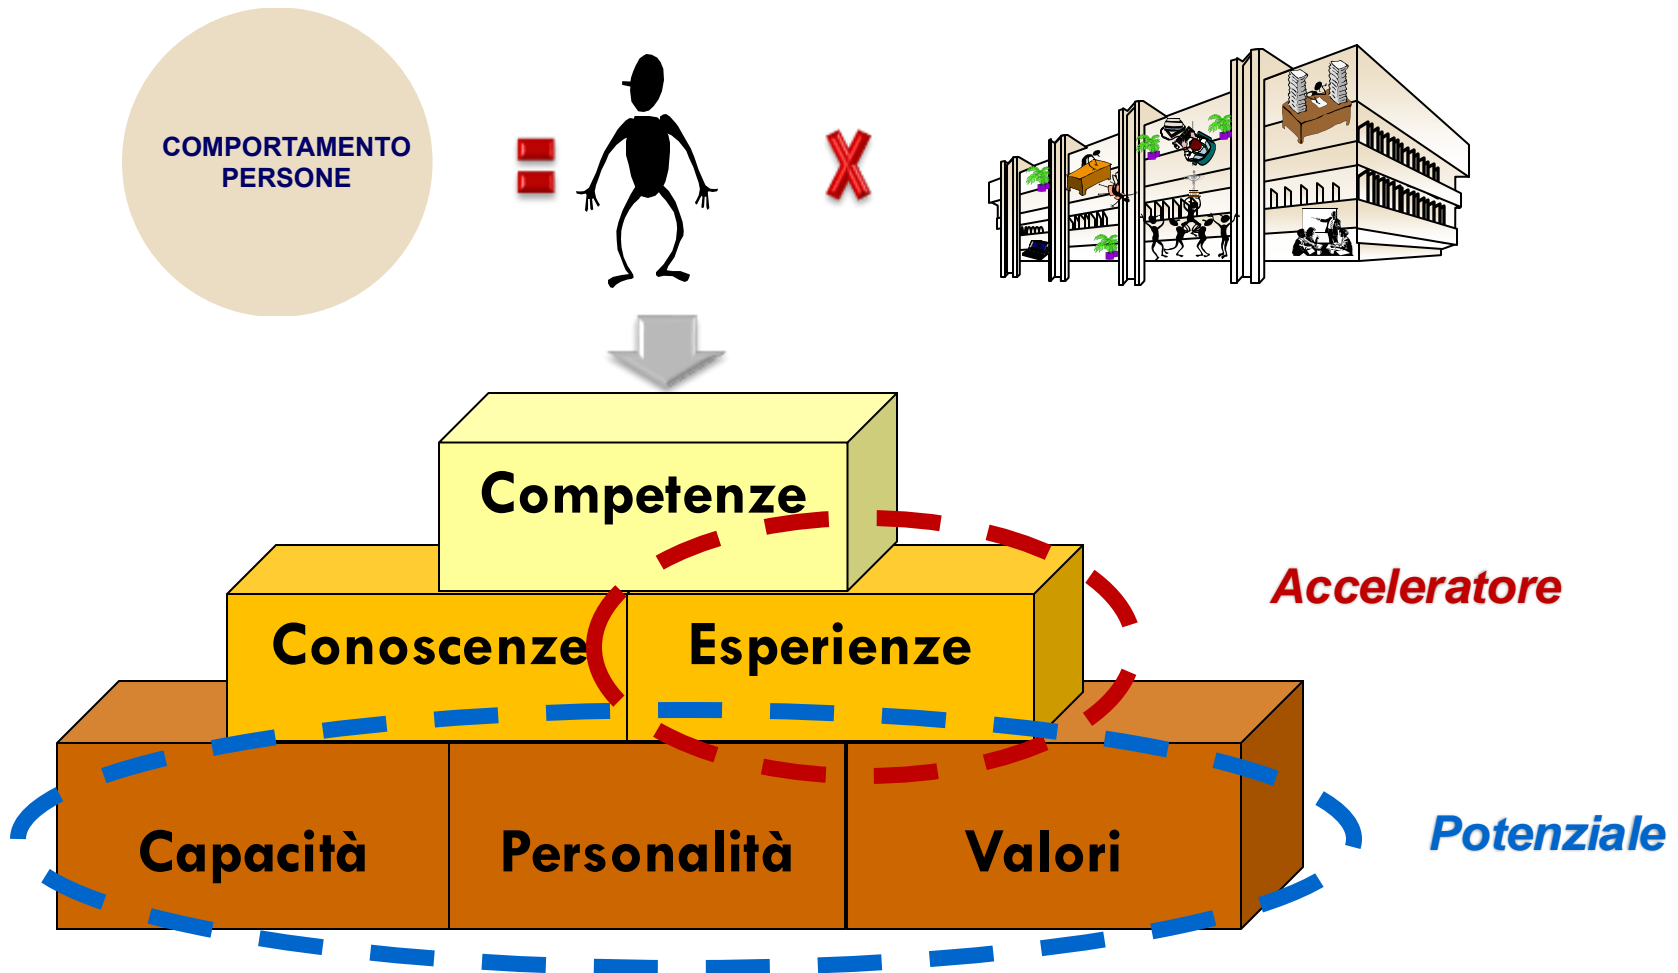 COMPORTAMENTO
PERSONE
Competenze
Acceleratore
Conoscenze
Esperienze
Potenziale
Capacità
Personalità
Valori